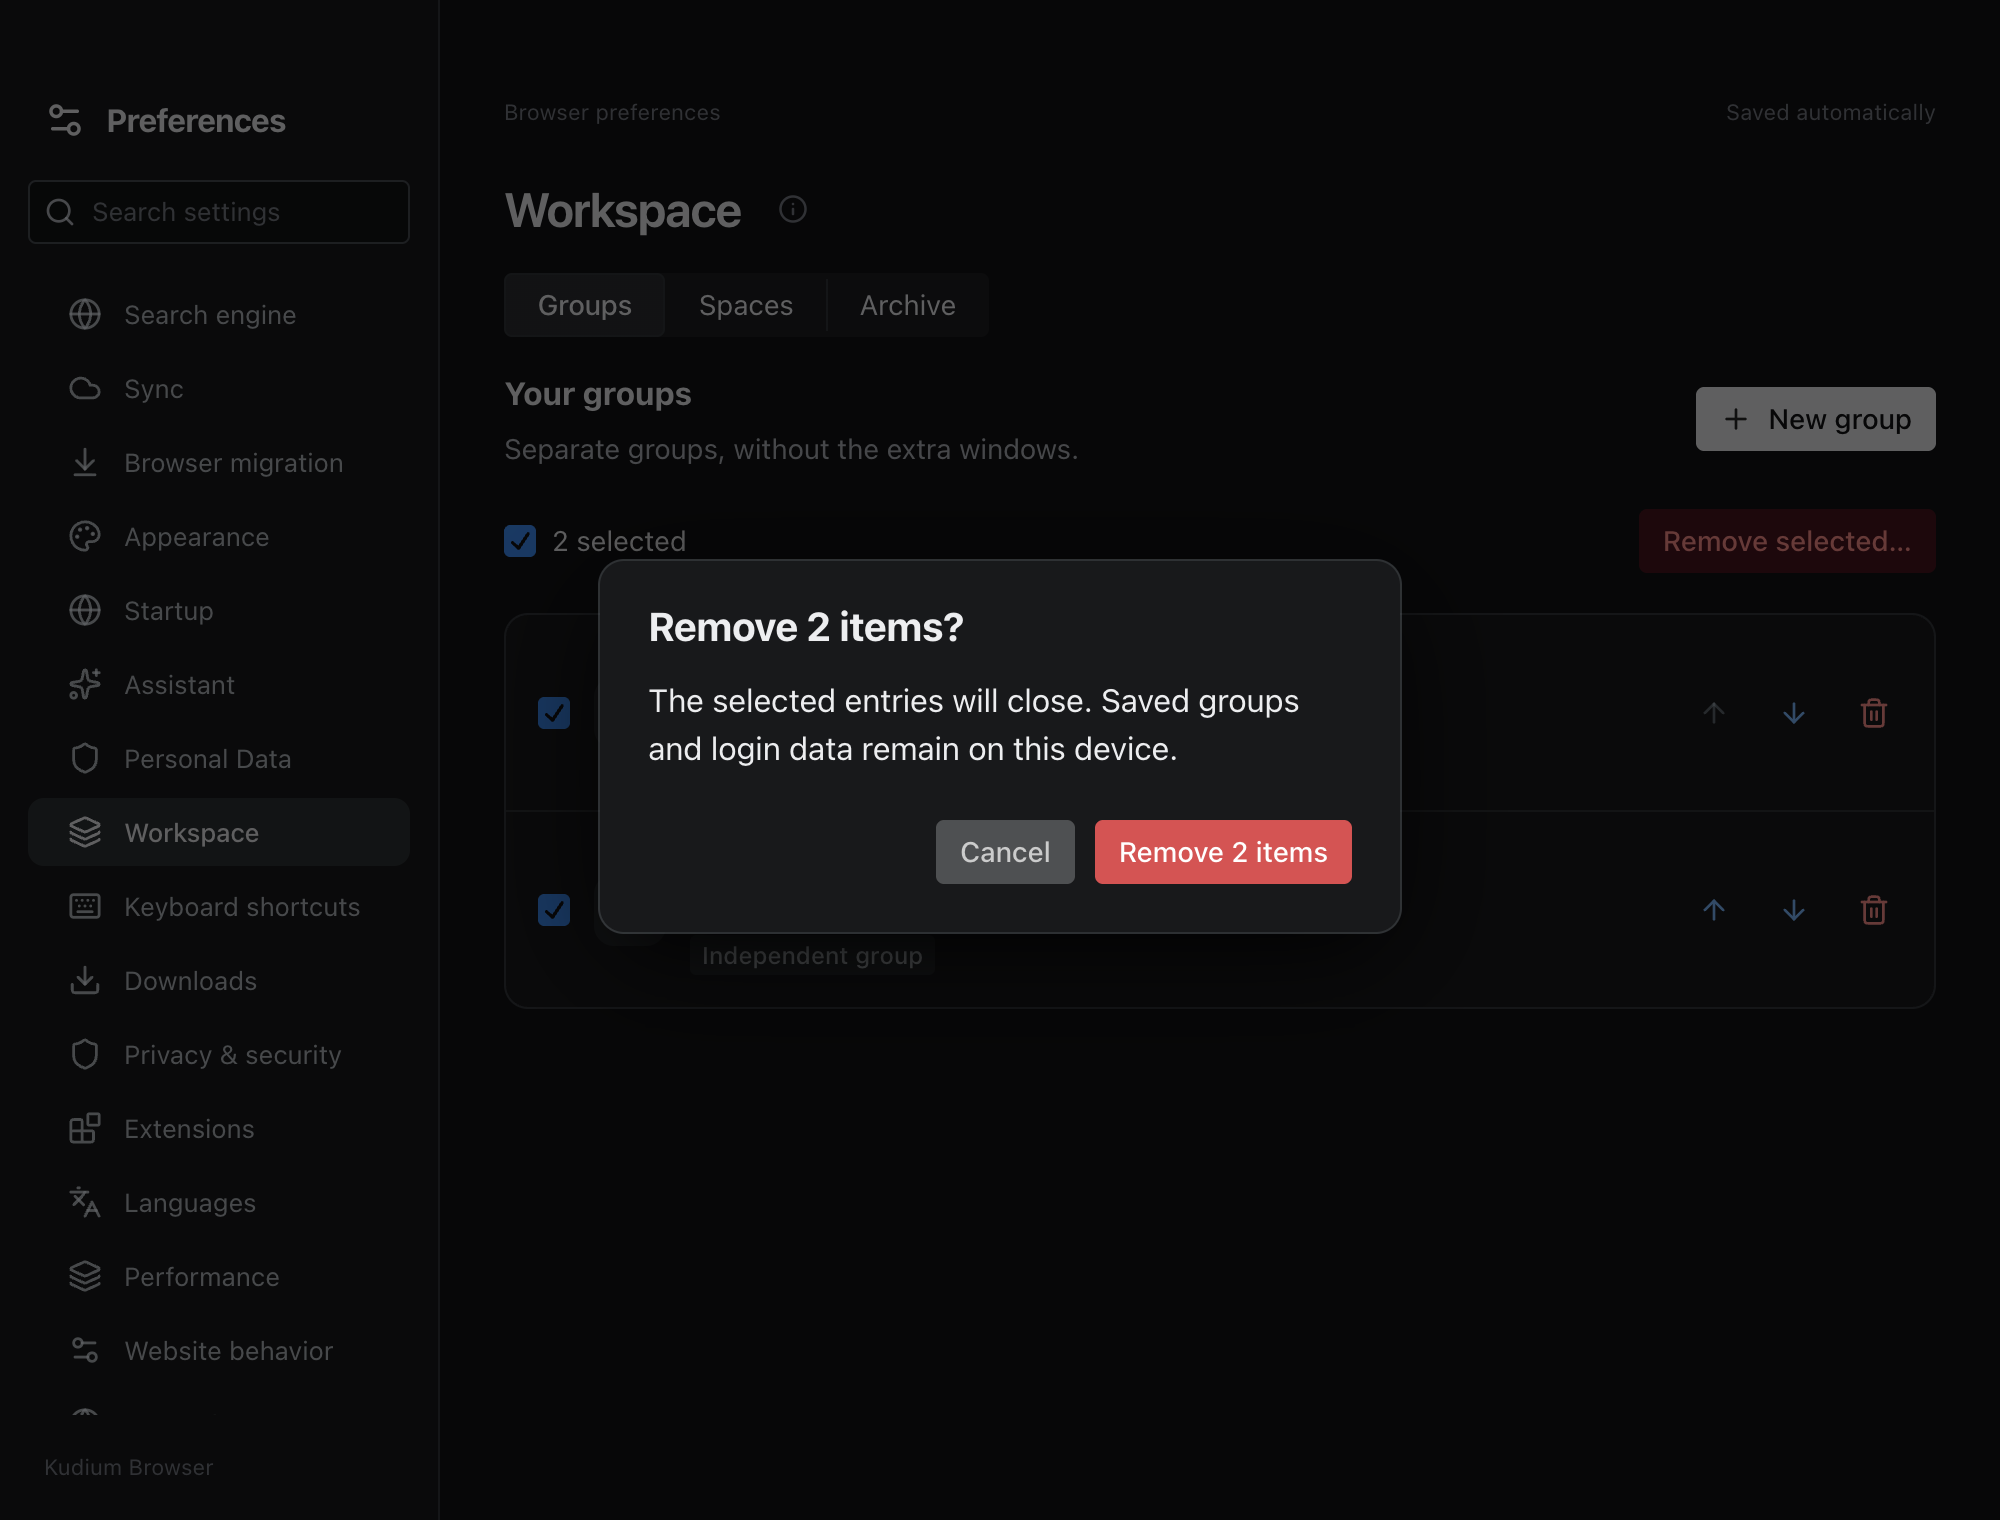 Preferences
Search settings
Search engine
Sync
Browser migration
Appearance
Startup
Assistant
Personal Data
Workspace
Keyboard shortcuts
Downloads
Privacy & security
Extensions
Languages
Performance
Website behavior
Kudium Browser
Browser preferences
Saved automatically
Workspace
Groups
Spaces
Archive
Your groups
Separate groups, without the extra windows.
New group
2 selected
Remove selected...
Remove 2 items?
The selected entries will close. Saved groups
and login data remain on this device.
Cancel
Remove 2 items
Independent group